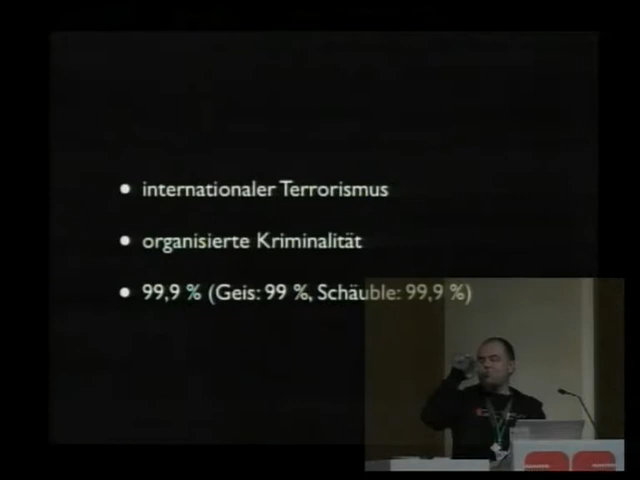 • internationaler Terrorismus
• organisierte Kriminalität
• 99,9 % (Geis: 99 %, Schäuble: 99,9 %)